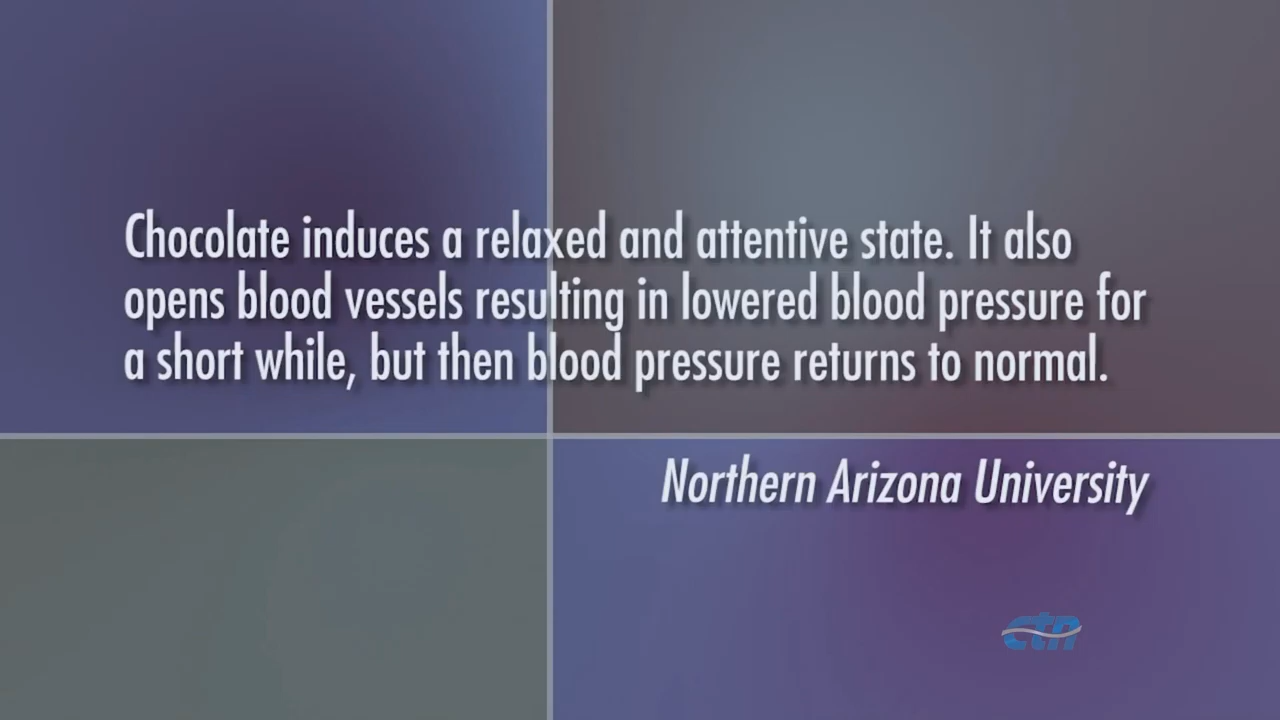 Chocolate induces a relaxed and attentive state. It also
opens blood vessels resulting in lowered blood pressure for
a short while, but then blood pressure returns to normal.
Northern Arizona University
ctn